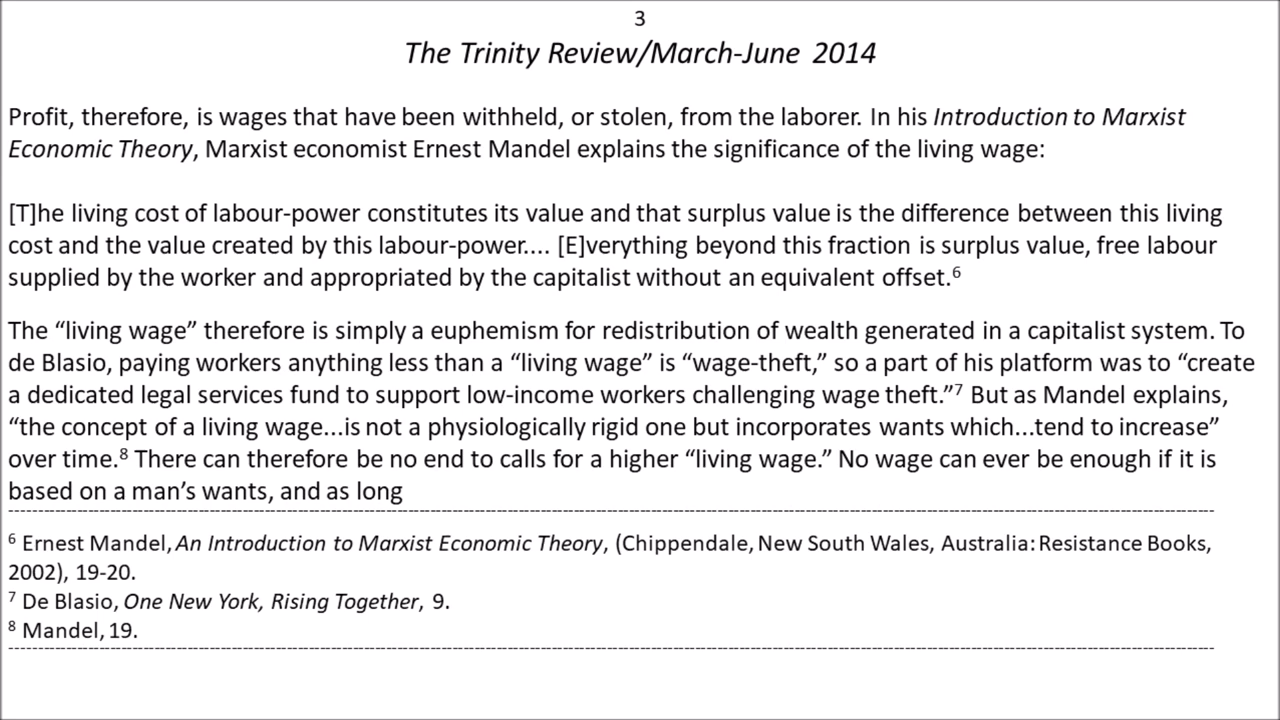 3
The Trinity Review/March-June 2014
Profit, therefore, is wages that have been withheld, or stolen, from the laborer. In his Introduction to Marxist
Economic Theory, Marxist economist Ernest Mandel explains the significance of the living wage:
[T]he living cost of labour-power constitutes its value and that surplus value is the difference between this living
cost and the value created by this labour-power.... [E]verything beyond this fraction is surplus value, free labour
supplied by the worker and appropriated by the capitalist without an equivalent offset.⁶
The “living wage” therefore is simply a euphemism for redistribution of wealth generated in a capitalist system. To
de Blasio, paying workers anything less than a “living wage” is “wage-theft,” so a part of his platform was to “create
a dedicated legal services fund to support low-income workers challenging wage theft.”⁷ But as Mandel explains,
“the concept of a living wage...is not a physiologically rigid one but incorporates wants which...tend to increase”
over time.⁸ There can therefore be no end to calls for a higher “living wage.” No wage can ever be enough if it is
based on a man’s wants, and as long
⁶ Ernest Mandel, An Introduction to Marxist Economic Theory, (Chippendale, New South Wales, Australia: Resistance Books,
2002), 19-20.
⁷ De Blasio, One New York, Rising Together, 9.
⁸ Mandel, 19.